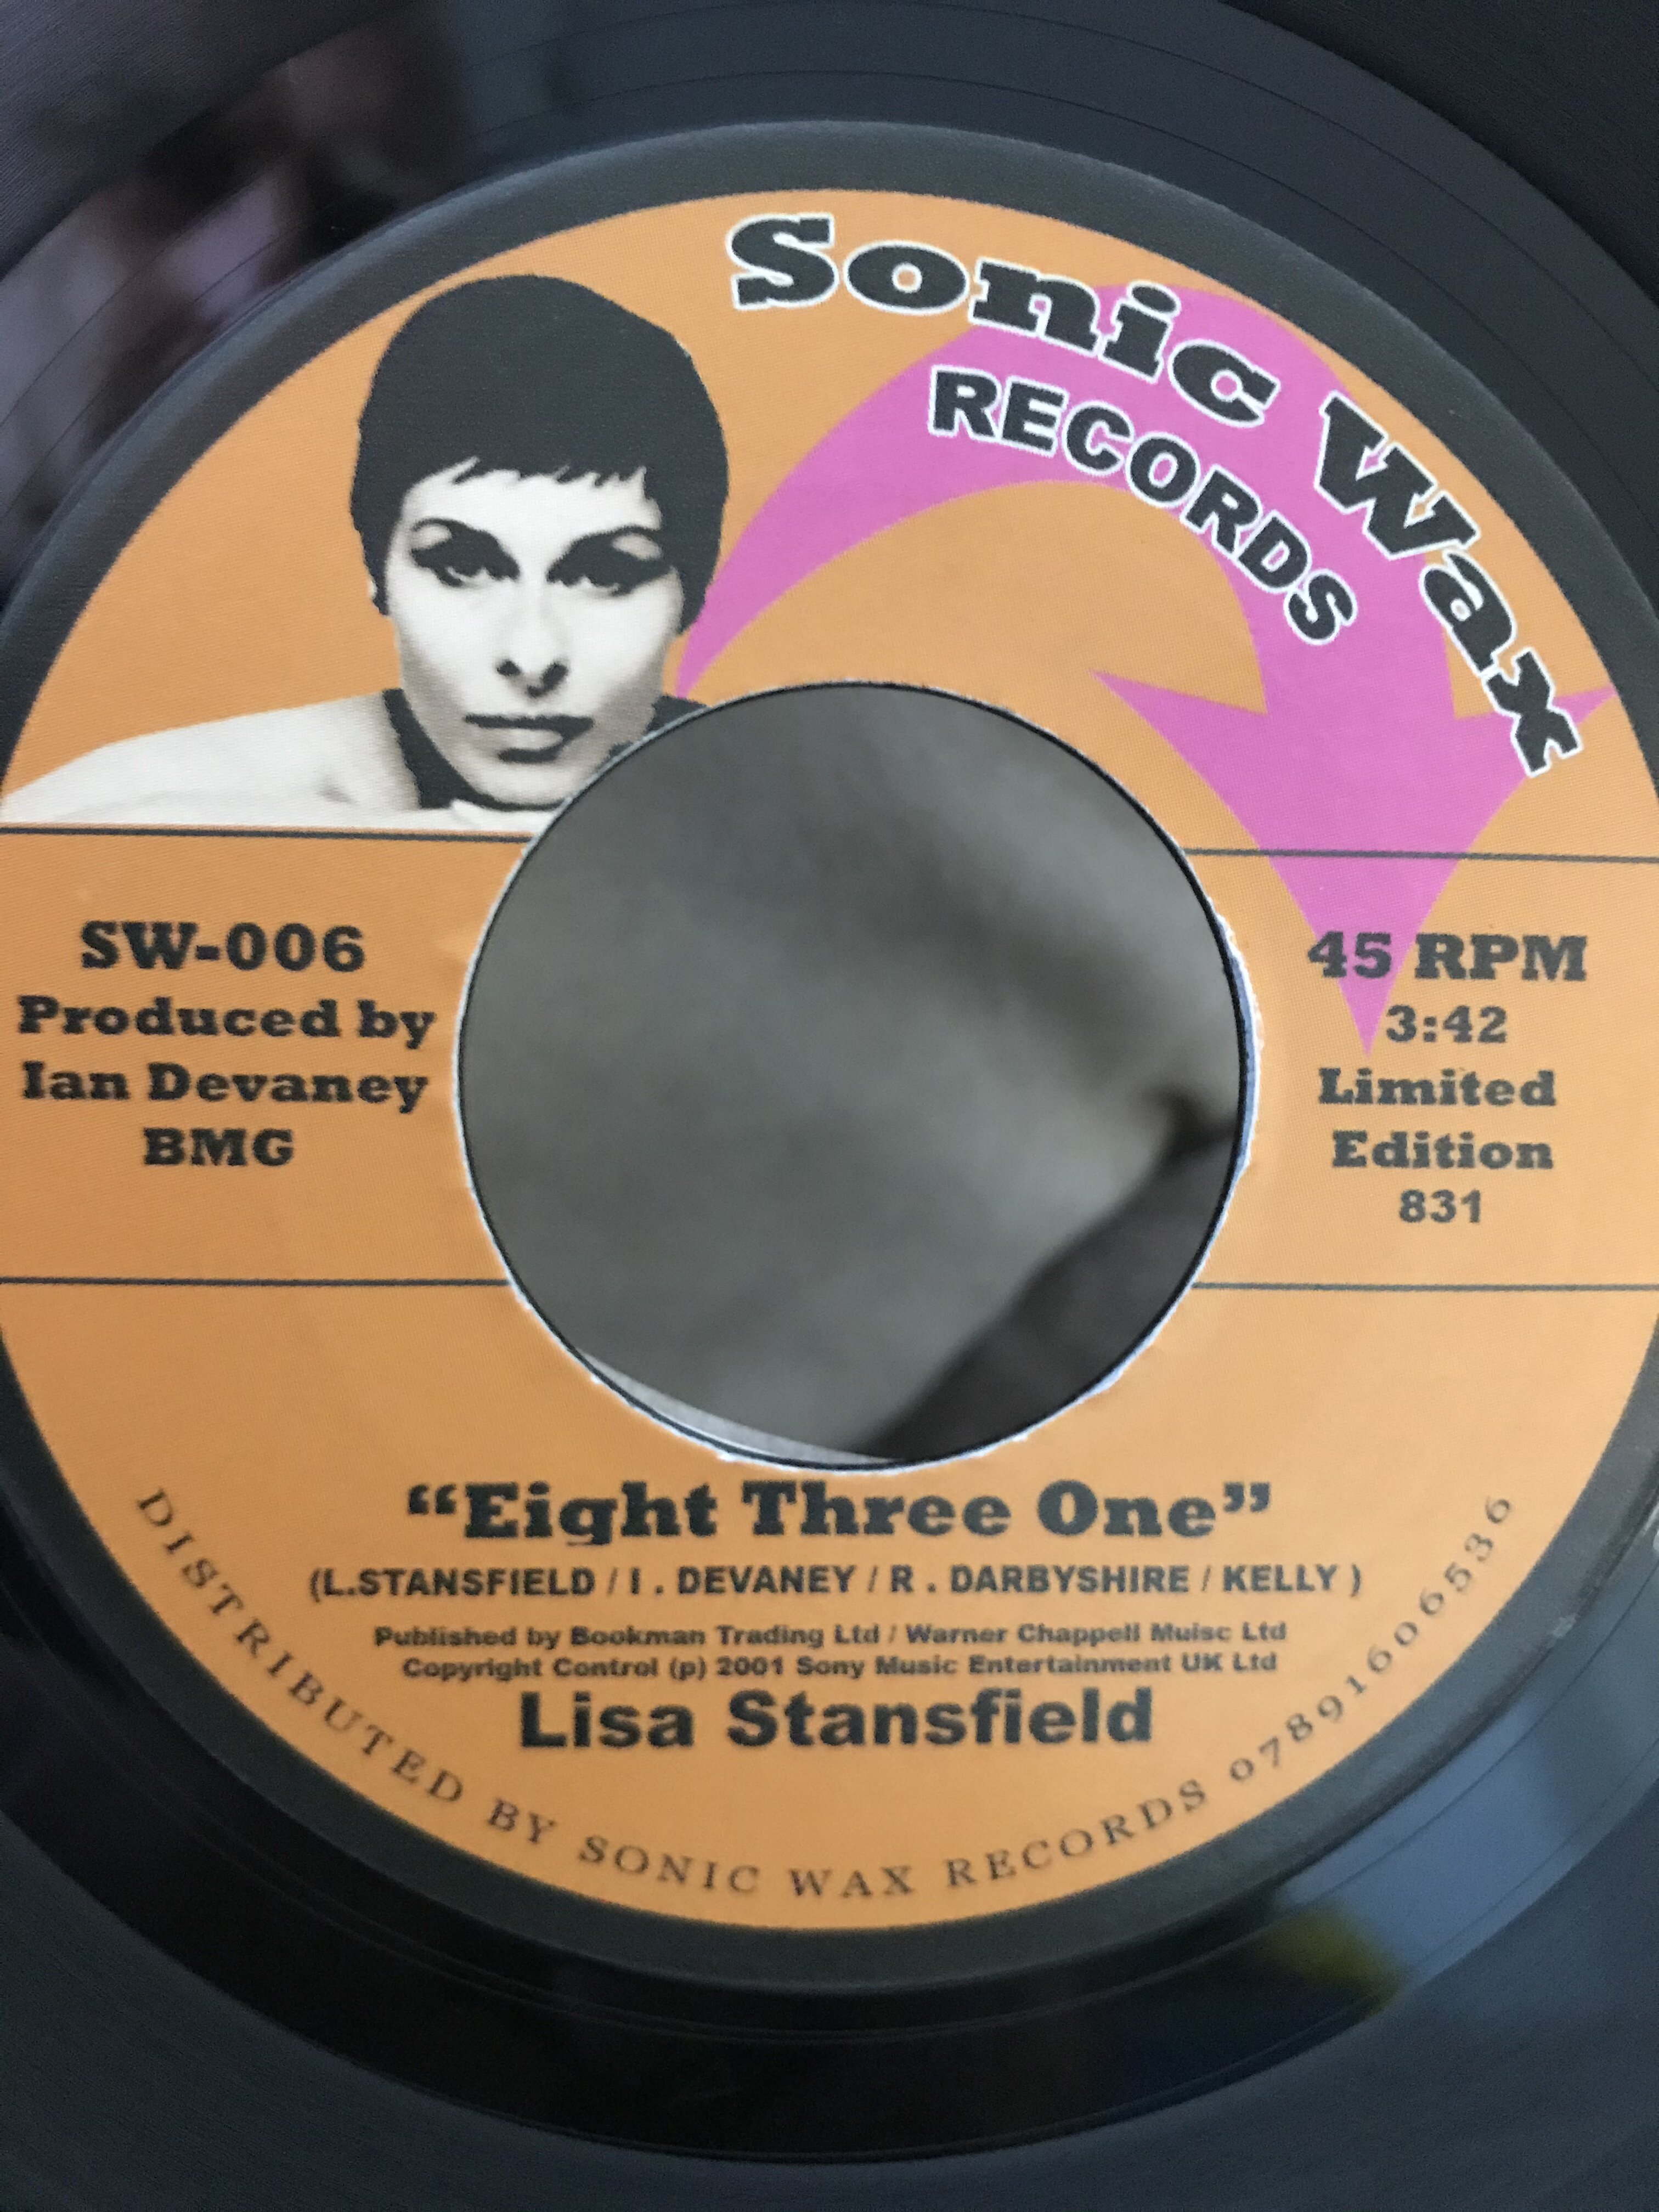 Sonic Wax
RECORDS
SW-006
Produced by
Ian Devaney
BMG
45 RPM
3:42
Limited
Edition
831
“Eight Three One”
(L.STANSFIELD / I . DEVANEY / R . DARBYSHIRE / KELLY )
Published by Bookman Trading Ltd / Warner Chappell Muisc Ltd
Copyright Control (p) 2001 Sony Music Entertainment UK Ltd
Lisa Stansfield
DISTRIBUTED BY SONIC WAX RECORDS 07891606536